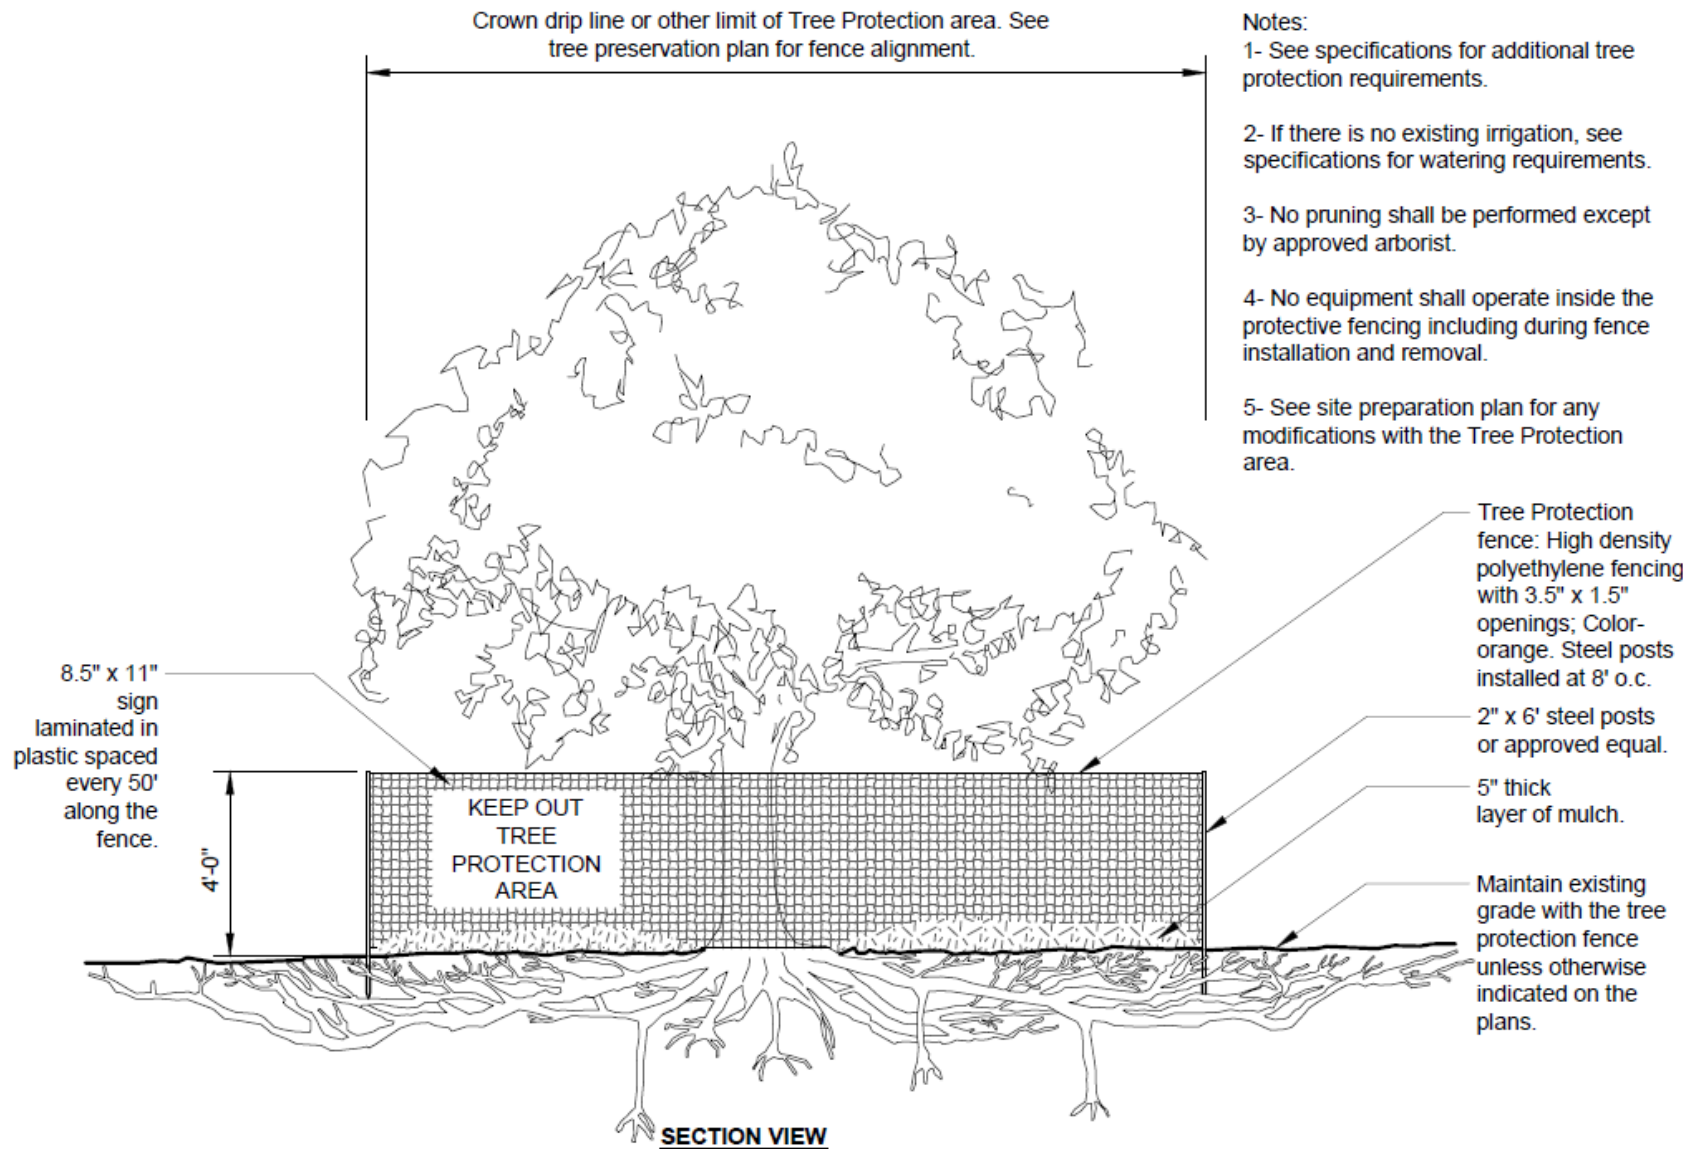 Crown drip line or other limit of Tree Protection area. See
tree preservation plan for fence alignment.
Notes:
1- See specifications for additional tree
protection requirements.
2- If there is no existing irrigation, see
specifications for watering requirements.
3- No pruning shall be performed except
by approved arborist.
4- No equipment shall operate inside the
protective fencing including during fence
installation and removal.
5- See site preparation plan for any
modifications with the Tree Protection
area.
Tree Protection
fence: High density
polyethylene fencing
with 3.5" x 1.5"
openings; Color-
orange. Steel posts
installed at 8' o.c.
2" x 6' steel posts
or approved equal.
5" thick
layer of mulch.
Maintain existing
grade with the tree
protection fence
unless otherwise
indicated on the
plans.
8.5" x 11"
sign
laminated in
plastic spaced
every 50'
along the
fence.
4'-0"
KEEP OUT
TREE
PROTECTION
AREA
SECTION VIEW